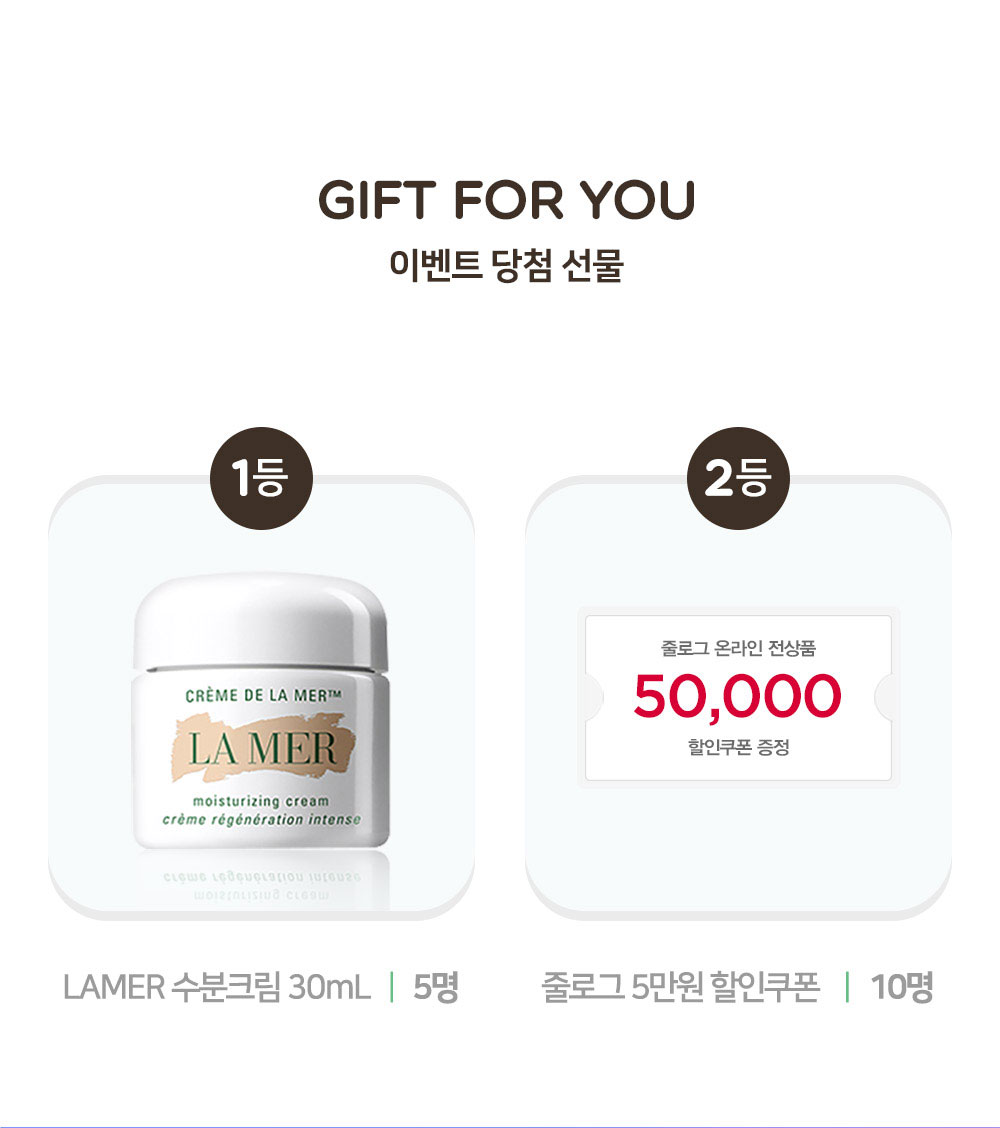 GIFT FOR YOU
이벤트 당첨 선물
1등
CRÈME DE LA MER™
LA MER
moisturizing cream
crème régénération intense
LAMER 수분크림 30mL | 5명
2등
줄로그 온라인 전상품
50,000
할인쿠폰 증정
줄로그 5만원 할인쿠폰 | 10명